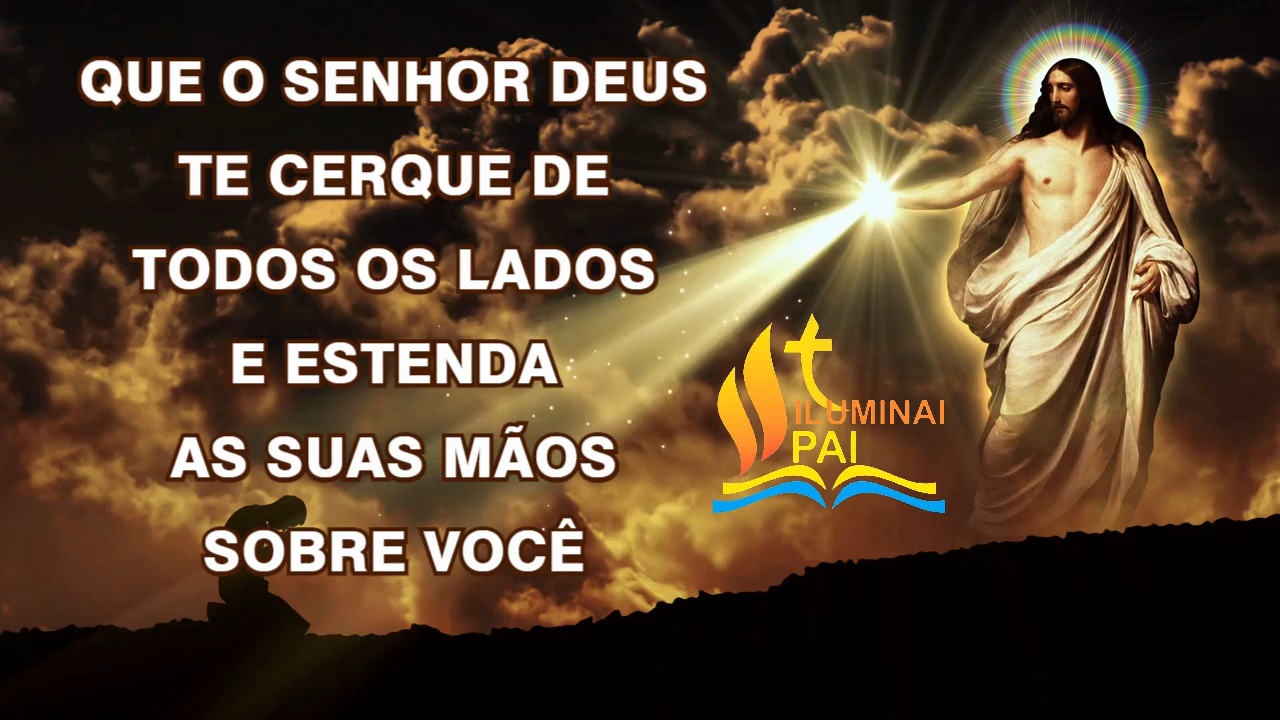 QUE O SENHOR DEUS
TE CERQUE DE
TODOS OS LADOS
E ESTENDA
AS SUAS MÃOS
SOBRE VOCÊ
ILUMINAI
PAI